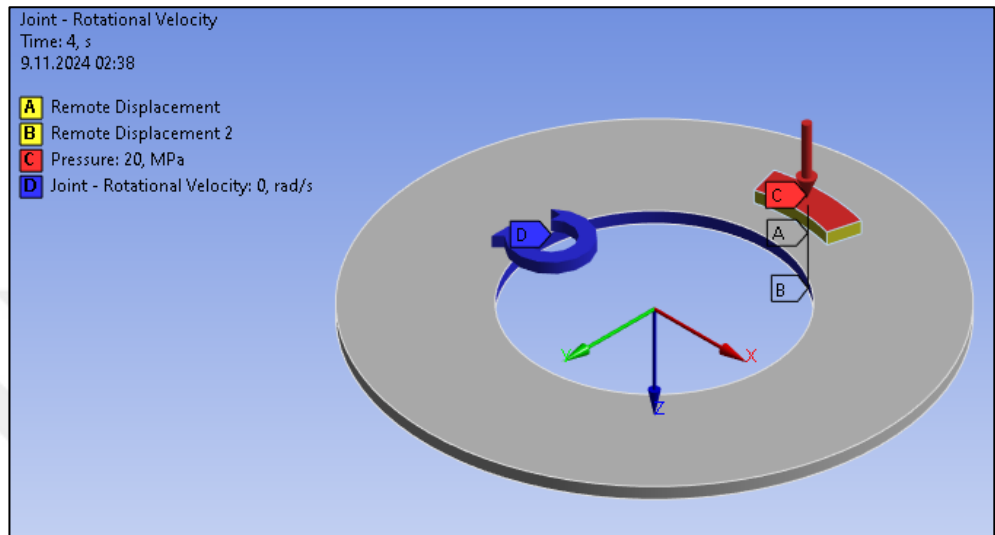 Joint - Rotational Velocity
Time: 4, s
9.11.2024 02:38
A Remote Displacement
B Remote Displacement 2
C Pressure: 20, MPa
D Joint - Rotational Velocity: 0, rad/s
C
D
A
B
Y
X
Z